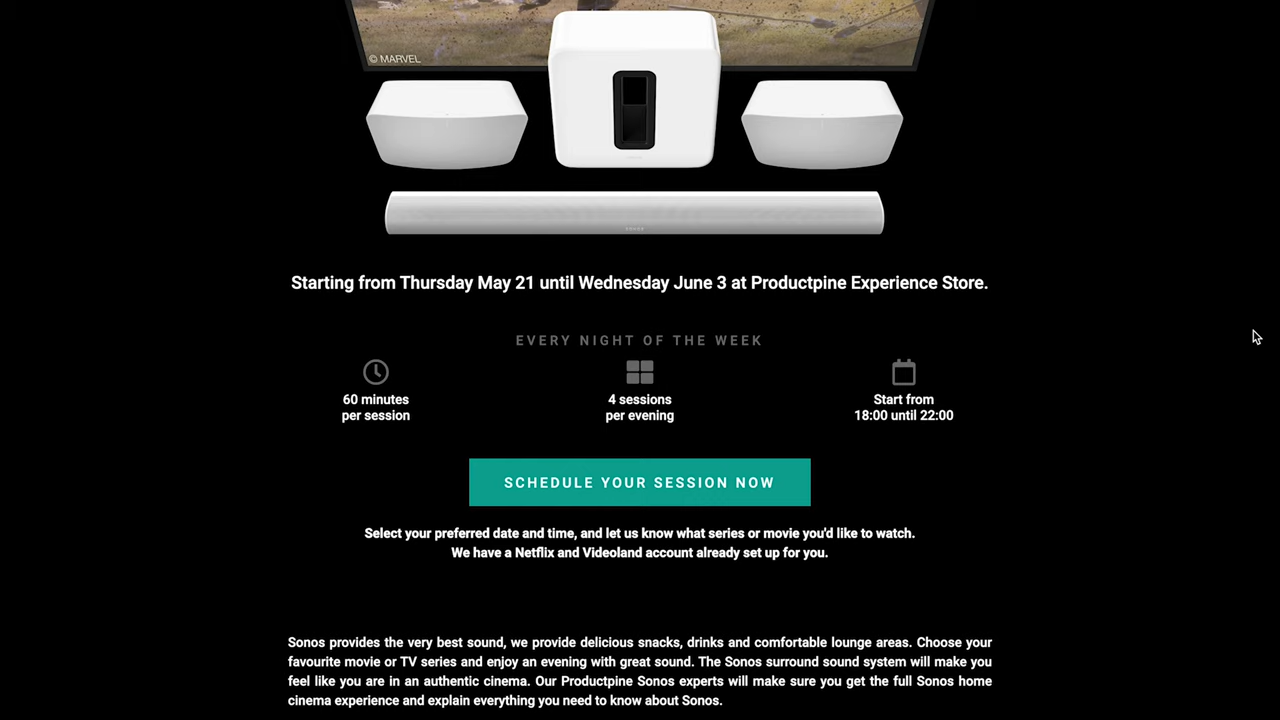 © MARVEL
SONOS
Starting from Thursday May 21 until Wednesday June 3 at Productpine Experience Store.
EVERY NIGHT OF THE WEEK
60 minutes
per session
4 sessions
per evening
Start from
18:00 until 22:00
SCHEDULE YOUR SESSION NOW
Select your preferred date and time, and let us know what series or movie you'd like to watch.
We have a Netflix and Videoland account already set up for you.
Sonos provides the very best sound, we provide delicious snacks, drinks and comfortable lounge areas. Choose your
favourite movie or TV series and enjoy an evening with great sound. The Sonos surround sound system will make you
feel like you are in an authentic cinema. Our Productpine Sonos experts will make sure you get the full Sonos home
cinema experience and explain everything you need to know about Sonos.